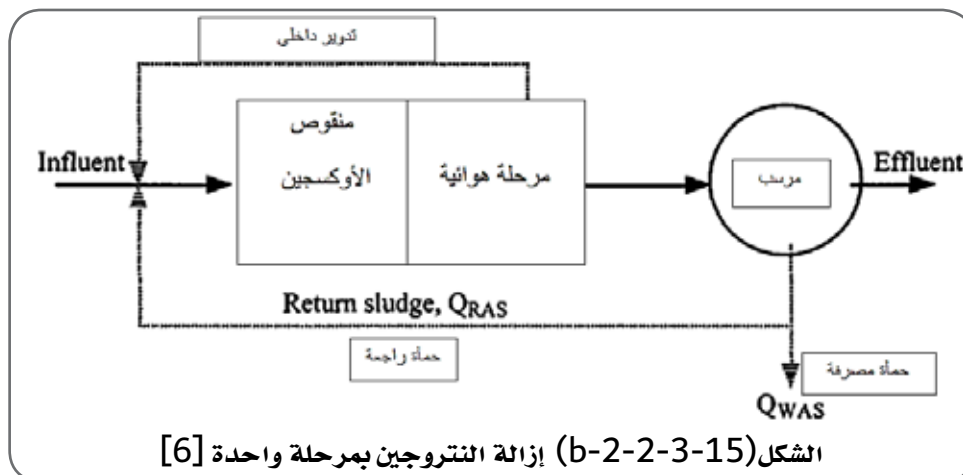 تدوير داخلي
منقوص
الأوكسجين
مرحلة هوائية
Influent
Effluent
مرسب
Return sludge, QRAS
حمأة راجعة
حمأة مصرفة
QWAS
الشكل(15-3-2-2-b) إزالة النتروجين بمرحلة واحدة [6]